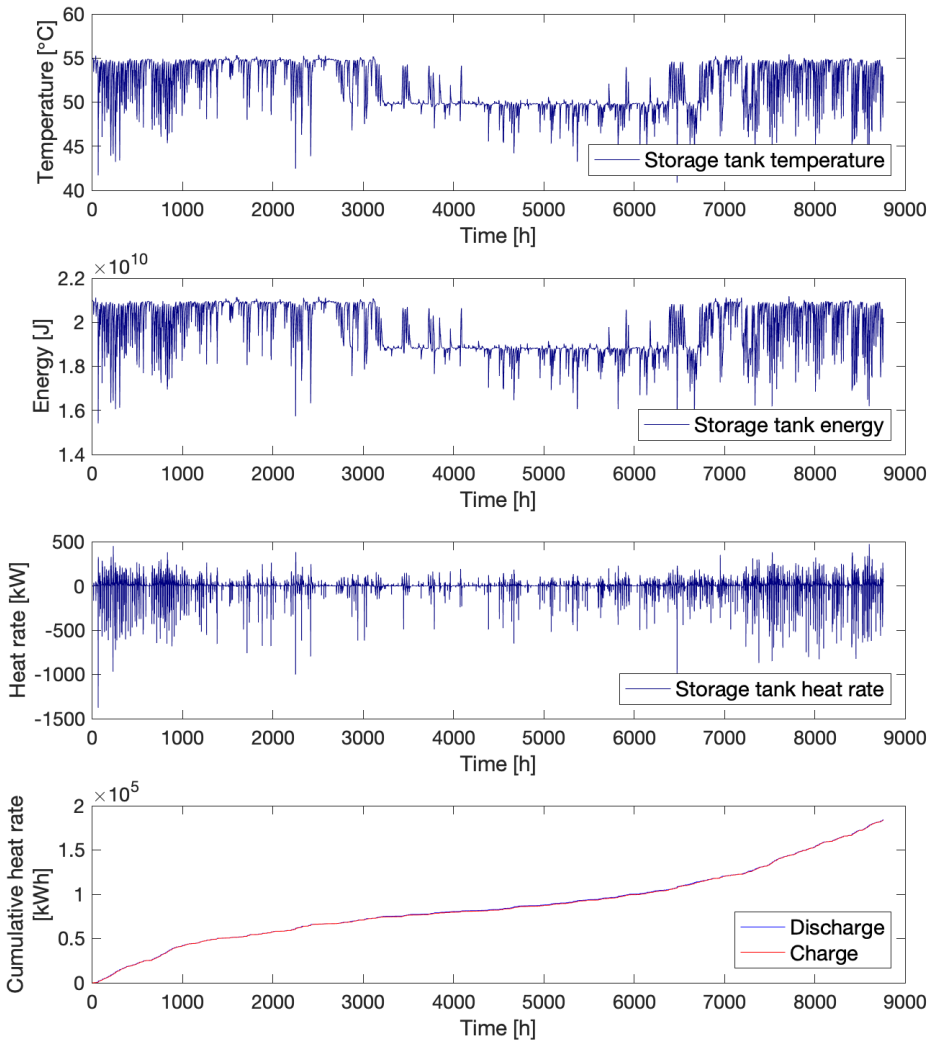 60
55
50
45
40
Temperature [°C]
Storage tank temperature
0 1000 2000 3000 4000 5000 6000 7000 8000 9000
Time [h]
×10^10
2.2
2
1.8
1.6
1.4
Energy [J]
Storage tank energy
0 1000 2000 3000 4000 5000 6000 7000 8000 9000
Time [h]
500
0
-500
-1000
-1500
Heat rate [kW]
Storage tank heat rate
0 1000 2000 3000 4000 5000 6000 7000 8000 9000
Time [h]
×10^5
2
1.5
1
0.5
0
Cumulative heat rate
[kWh]
Discharge
Charge
0 1000 2000 3000 4000 5000 6000 7000 8000 9000
Time [h]